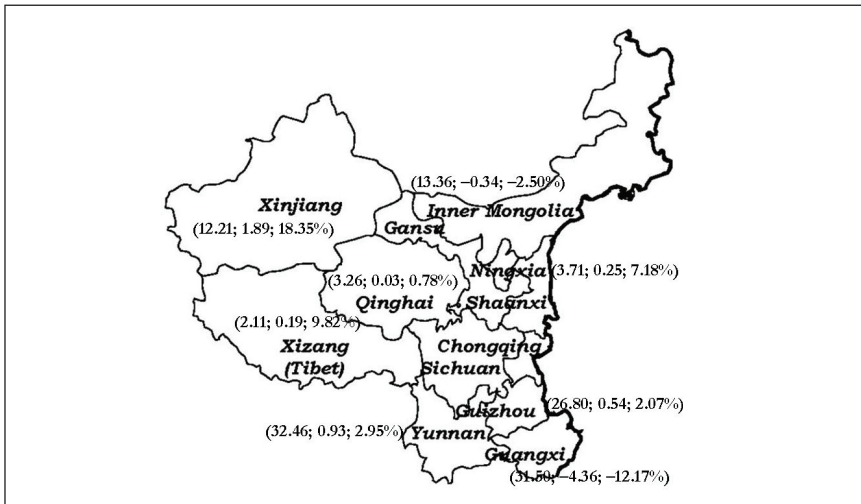 (13.36; –0.34; –2.50%)
Xinjiang
Inner Mongolia
(12.21; 1.89; 18.35%)
Gansu
Ningxia
(3.71; 0.25; 7.18%)
(3.26; 0.03; 0.78%)
Qinghai
Shaanxi
(2.11; 0.19; 9.82%)
Xizang
(Tibet)
Chongqing
Sichuan
Guizhou
(26.80; 0.54; 2.07%)
(32.46; 0.93; 2.95%)
Yunnan
Guangxi
(31.50; –4.36; –12.17%)